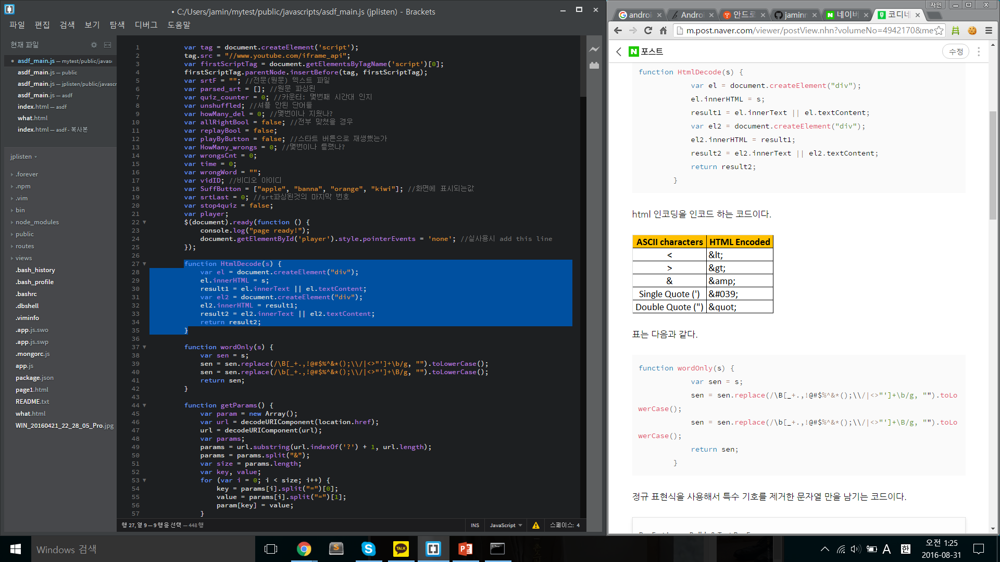 • C:/Users/jamin/mytest/public/javascripts/asdf_main.js (jplisten) - Brackets
파일 편집 검색 보기 탐색 디버그 도움말
현재 파일
• asdf_main.js — mytest/public/javas
asdf_main.js — public
asdf_main.js — jplisten/public/javascr
asdf_main.js — asdf
index.html — asdf
what.html
index.html — asdf - 복사본
jplisten
.forever
.npm
.vim
bin
node_modules
public
routes
views
.bash_history
.bash_profile
.bashrc
.dbshell
.viminfo
.app.js.swo
.app.js.swp
.mongorc.js
app.js
package.json
page1.html
README.txt
what.html
WIN_20160421_22_28_05_Pro.jpg
1 var tag = document.createElement('script');
2 tag.src = "//www.youtube.com/iframe_api";
3 var firstScriptTag = document.getElementsByTagName('script')[0];
4 firstScriptTag.parentNode.insertBefore(tag, firstScriptTag);
5 var srtF = ""; //전문(원문) 텍스트 파일
6 var parsed_srt = []; //원문 파싱된
7 var quiz_counter = 0; //카운터: 몇번째 시간대 인지
8 var unshuffled; //셔플 안된 단어들
9 var howMany_del = 0; //몇번이나 지웠나?
10 var allRightBool = false; //전부 맞췄을 경우
11 var replayBool = false;
12 var playByButton = false; //스타트 버튼으로 재생했는가
13 var HowMany_wrongs = 0; //몇번이나 틀렸나?
14 var wrongsCnt = 0;
15 var time = 0;
16 var wrongWord = "";
17 var vidID; //비디오 아이디
18 var SuffButton = ["apple", "banna", "orange", "kiwi"]; //화면에 표시되는값
19 var srtLast = 0; //srt파싱된것의 마지막 번호
20 var stop4quiz = false;
21 var player;
22 $(document).ready(function () {
23 console.log("page ready!");
24 document.getElementById('player').style.pointerEvents = 'none'; //실사용시 add this line
25 });
26
27 function HtmlDecode(s) {
28 var el = document.createElement("div");
29 el.innerHTML = s;
30 result1 = el.innerText || el.textContent;
31 var el2 = document.createElement("div");
32 el2.innerHTML = result1;
33 result2 = el2.innerText || el2.textContent;
34 return result2;
35 }
36
37 function wordOnly(s) {
38 var sen = s;
39 sen = sen.replace(/\B[_+.,!@#$%^&*();\\/|<>"']+\b/g, "").toLowerCase();
40 sen = sen.replace(/\b[_+.,!@#$%^&*();\\/|<>"']+\B/g, "").toLowerCase();
41 return sen;
42 }
43
44 function getParams() {
45 var param = new Array();
46 var url = decodeURIComponent(location.href);
47 url = decodeURIComponent(url);
48 var params;
49 params = url.substring(url.indexOf('?') + 1, url.length);
50 params = params.split("&");
51 var size = params.length;
52 var key, value;
53 for (var i = 0; i < size; i++) {
54 key = params[i].split("=")[0];
55 value = params[i].split("=")[1];
56 param[key] = value;
57 }
행 27, 열 9 — 9 행을 선택 — 448 행
INS JavaScript 스페이스: 4
자민
androi Androi 안드로 jaminn 네이버 코디네
m.post.naver.com/viewer/postView.nhn?volumeNo=4942170&me
N 포스트 수정
function HtmlDecode(s) {
var el = document.createElement("div");
el.innerHTML = s;
result1 = el.innerText || el.textContent;
var el2 = document.createElement("div");
el2.innerHTML = result1;
result2 = el2.innerText || el2.textContent;
return result2;
}
html 인코딩을 인코드 하는 코드이다.
ASCII characters HTML Encoded
< &lt;
> &gt;
& &amp;
Single Quote (') &#039;
Double Quote (") &quot;
표는 다음과 같다.
function wordOnly(s) {
var sen = s;
sen = sen.replace(/\B[_+.,!@#$%^&*();\\/|<>"']+\b/g, "").toLo
werCase();
sen = sen.replace(/\b[_+.,!@#$%^&*();\\/|<>"']+\B/g, "").toLo
werCase();
return sen;
}
정규 표현식을 사용해서 특수 기호를 제거한 문자열 만을 남기는 코드이다.
Windows 검색
TALK
A 한
오전 1:25
2016-08-31